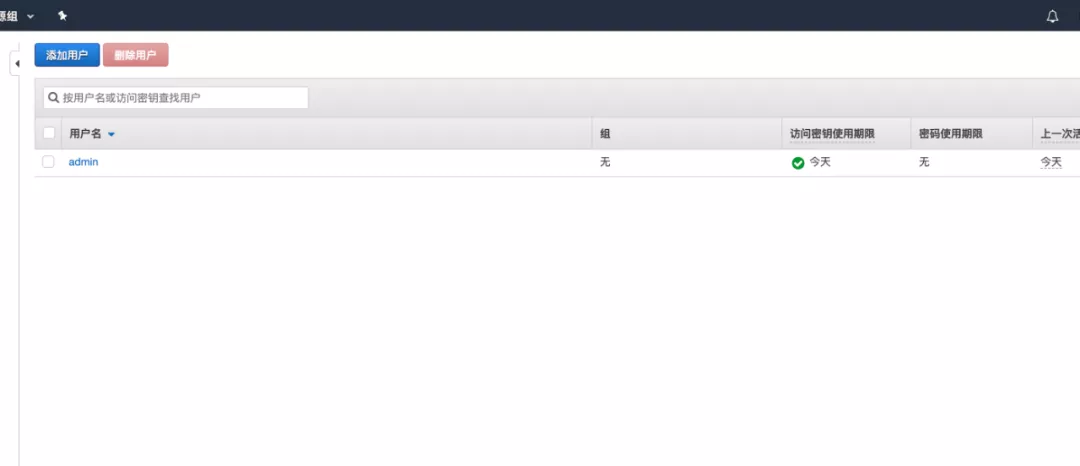 源组
添加用户 删除用户
按用户名或访问密钥查找用户
用户名 组 访问密钥使用期限 密码使用期限 上一次活
admin 无 今天 无 今天